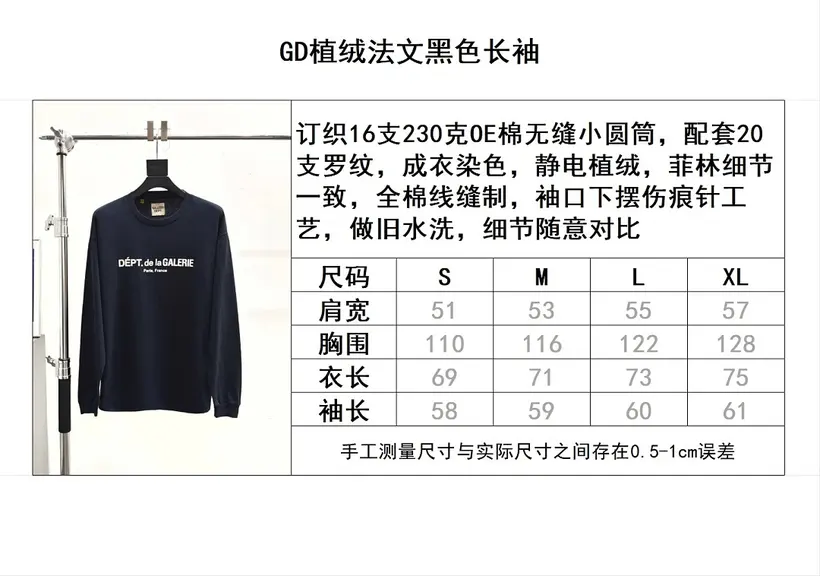 GD植绒法文黑色长袖
订织16支230克OE棉无缝小圆筒，配套20
支罗纹，成衣染色，静电植绒，菲林细节
一致，全棉线缝制，袖口下摆伤痕针工
艺，做旧水洗，细节随意对比
DÉPT. de la GALERIE
Paris, France
尺码 S M L XL
肩宽 51 53 55 57
胸围 110 116 122 128
衣长 69 71 73 75
袖长 58 59 60 61
手工测量尺寸与实际尺寸之间存在0.5-1cm误差